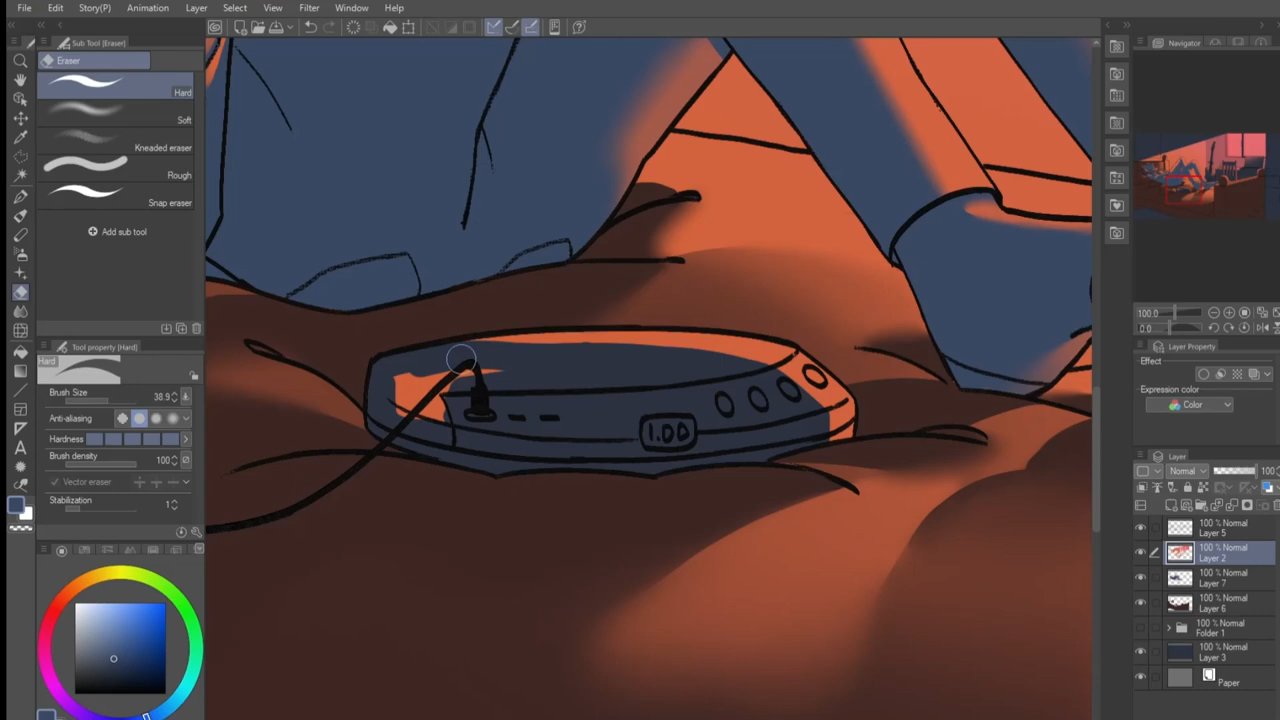 File Edit Story(P) Animation Layer Select View Filter Window Help
Sub Tool [Eraser]
Eraser
Hard
Soft
Kneaded eraser
Rough
Snap eraser
Add sub tool
Tool property [Hard]
Hard
Brush Size 38.9
Anti-aliasing
Hardness
Brush density 100
Vector eraser
Stabilization 1
1.00
Navigator
100.0
0.0
Layer Property
Effect
Expression color
Color
Layer
Normal 100
100 % Normal
Layer 5
100 % Normal
Layer 2
100 % Normal
Layer 7
100 % Normal
Layer 6
100 % Normal
Folder 1
100 % Normal
Layer 3
Paper